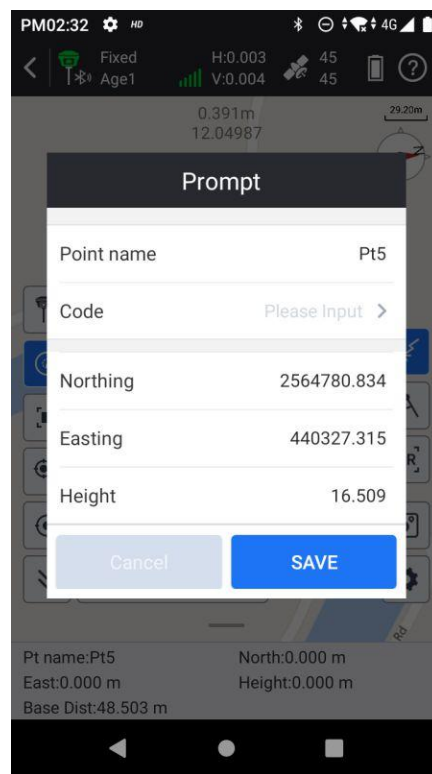 PM02:32 HD 4G
Fixed H:0.003 45
Age1 V:0.004 45 ?
0.391m 29.20m
12.04987
N
Prompt
Point name Pt5
Code Please Input >
Northing 2564780.834
Easting 440327.315
R
Height 16.509
Cancel SAVE
Rd
Pt name:Pt5 North:0.000 m
East:0.000 m Height:0.000 m
Base Dist:48.503 m